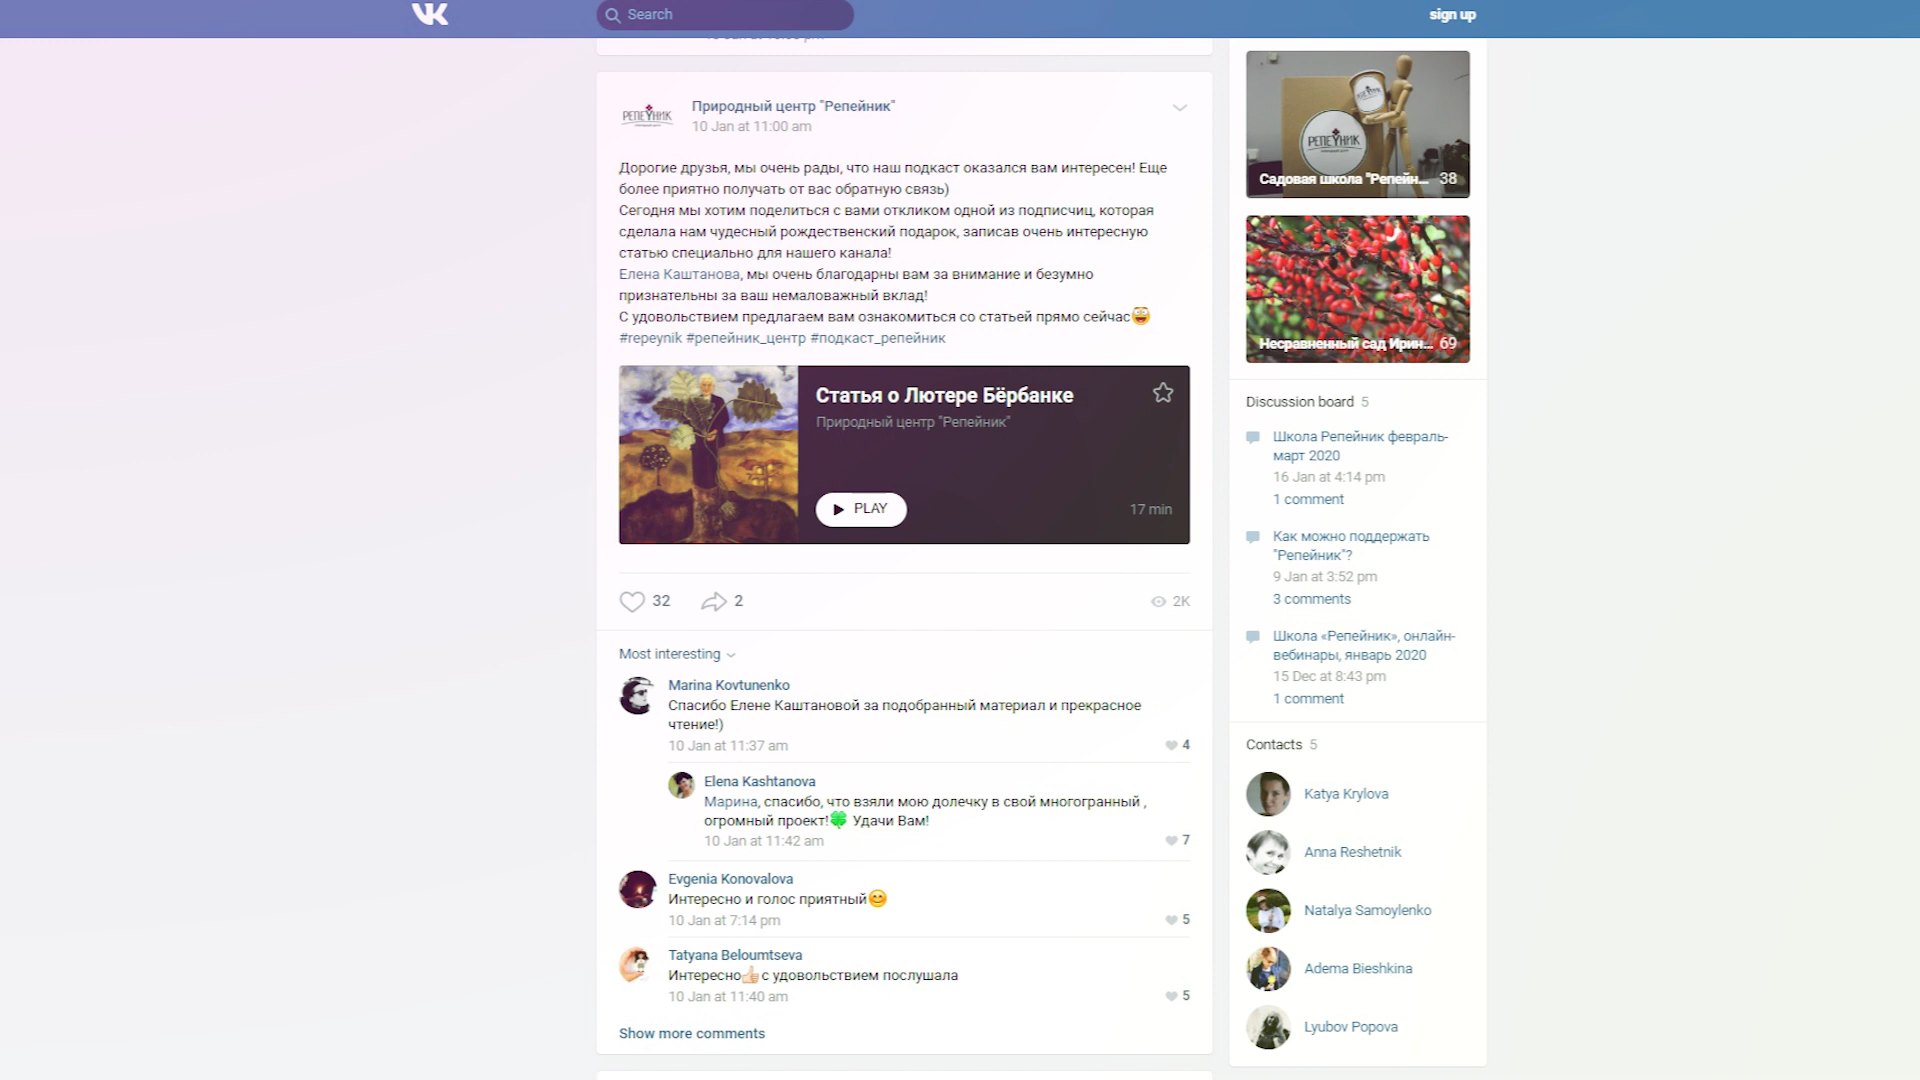 Search
sign up
РЕПЕЙНИК
Природный центр "Репейник"
10 Jan at 11:00 am
Дорогие друзья, мы очень рады, что наш подкаст оказался вам интересен! Еще
более приятно получать от вас обратную связь)
Сегодня мы хотим поделиться с вами откликом одной из подписчиц, которая
сделала нам чудесный рождественский подарок, записав очень интересную
статью специально для нашего канала!
Елена Каштанова, мы очень благодарны вам за внимание и безумно
признательны за ваш немаловажный вклад!
С удовольствием предлагаем вам ознакомиться со статьей прямо сейчас
#repeynik #репейник_центр #подкаст_репейник
Статья о Лютере Бёрбанке
Природный центр "Репейник"
PLAY
17 min
32
2
2K
Most interesting
Marina Kovtunenko
Спасибо Елене Каштановой за подобранный материал и прекрасное
чтение!)
10 Jan at 11:37 am
4
Elena Kashtanova
Марина, спасибо, что взяли мою долечку в свой многогранный ,
огромный проект! Удачи Вам!
10 Jan at 11:42 am
7
Evgenia Konovalova
Интересно и голос приятный
10 Jan at 7:14 pm
5
Tatyana Beloumtseva
Интересно с удовольствием послушала
10 Jan at 11:40 am
5
Show more comments
РЕПЕЙНИК
Садовая школа "Репейн... 38
Несравненный сад Ирин... 69
Discussion board 5
Школа Репейник февраль-
март 2020
16 Jan at 4:14 pm
1 comment
Как можно поддержать
"Репейник"?
9 Jan at 3:52 pm
3 comments
Школа «Репейник», онлайн-
вебинары, январь 2020
15 Dec at 8:43 pm
1 comment
Contacts 5
Katya Krylova
Anna Reshetnik
Natalya Samoylenko
Adema Bieshkina
Lyubov Popova